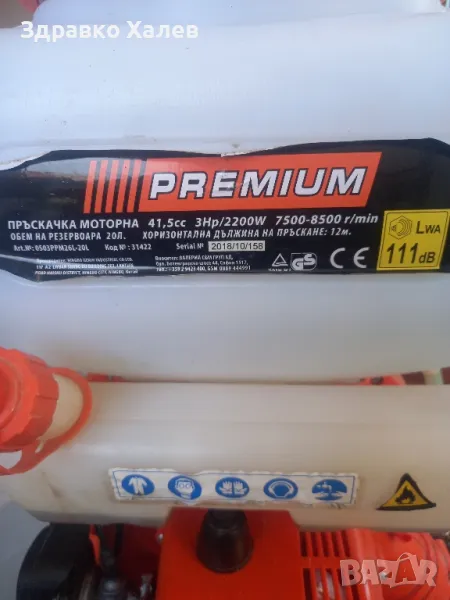 Здравко Халев
PREMIUM
ПРЪСКАЧКА МОТОРНА 41,5cc 3Hp/2200W 7500-8500 r/min
ОБЕМ НА РЕЗЕРВОАРА 20Л. ХОРИЗОНТАЛНА ДЪЛЖИНА НА ПРЪСКАНЕ: 12м.
Код №: 31422 Serial № 2018/10/158
LWA
111dB
GS
CE
BAZAR